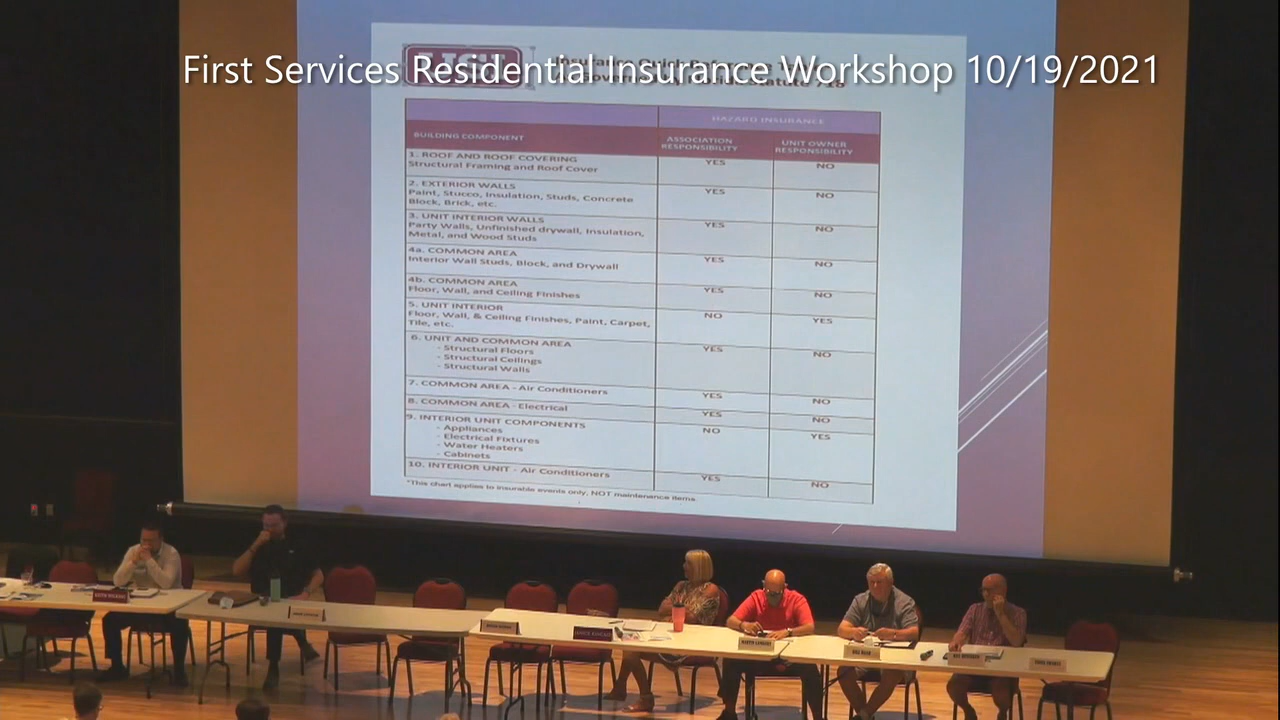 First Services Residential Insurance Workshop 10/19/2021
HAZARD INSURANCE
BUILDING COMPONENT
ASSOCIATION RESPONSIBILITY
UNIT OWNER RESPONSIBILITY
1. ROOF AND ROOF COVERING
Structural Framing and Roof Cover
YES
NO
2. EXTERIOR WALLS
Paint, Stucco, Insulation, Studs, Concrete
Block, Brick, etc.
YES
NO
3. UNIT INTERIOR WALLS
Party Walls, Unfinished drywall, Insulation,
Metal, and Wood Studs
YES
NO
4a. COMMON AREA
Interior Wall Studs, Block, and Drywall
YES
NO
4b. COMMON AREA
Floor, Wall, and Ceiling Finishes
YES
NO
5. UNIT INTERIOR
Floor, Wall, & Ceiling Finishes, Paint, Carpet,
Tile, etc.
NO
YES
6. UNIT AND COMMON AREA
- Structural Floors
- Structural Ceilings
- Structural Walls
YES
NO
7. COMMON AREA - Air Conditioners
YES
NO
8. COMMON AREA - Electrical
YES
NO
9. INTERIOR UNIT COMPONENTS
- Appliances
- Electrical Fixtures
- Water Heaters
- Cabinets
NO
YES
10. INTERIOR UNIT - Air Conditioners
YES
NO
*This chart applies to insurable events only, NOT maintenance items.